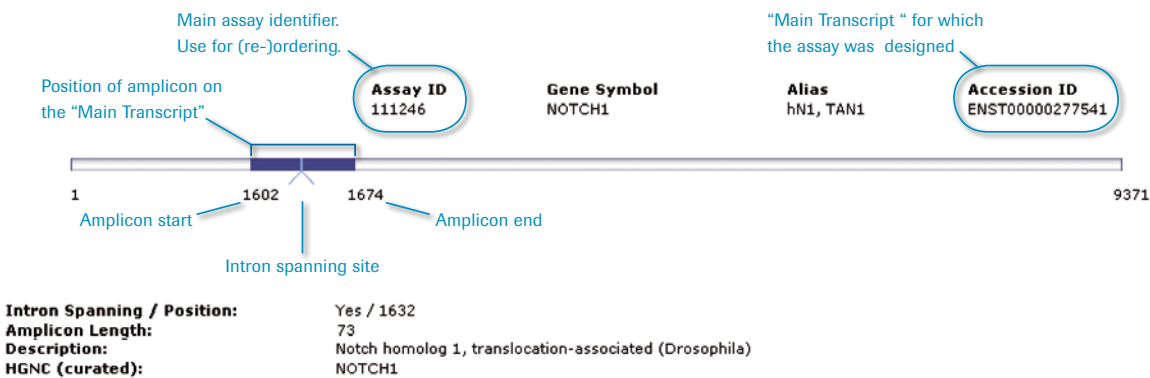 Main assay identifier.
Use for (re-)ordering.
“Main Transcript “ for which
the assay was designed
Position of amplicon on
the “Main Transcript”
Assay ID
111246
Gene Symbol
NOTCH1
Alias
hN1, TAN1
Accession ID
ENST00000277541
1
1602
1674
9371
Amplicon start
Amplicon end
Intron spanning site
Intron Spanning / Position: Yes / 1632
Amplicon Length: 73
Description: Notch homolog 1, translocation-associated (Drosophila)
HGNC (curated): NOTCH1